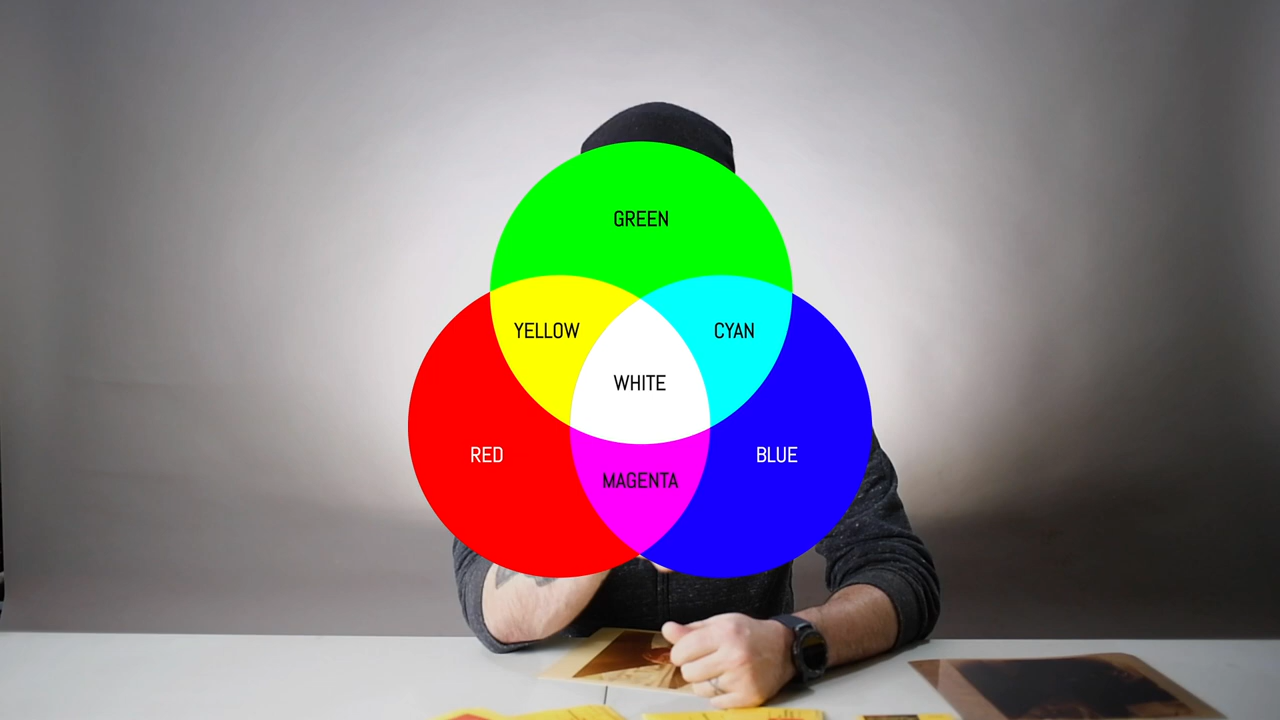 GREEN
YELLOW
CYAN
WHITE
RED
BLUE
MAGENTA